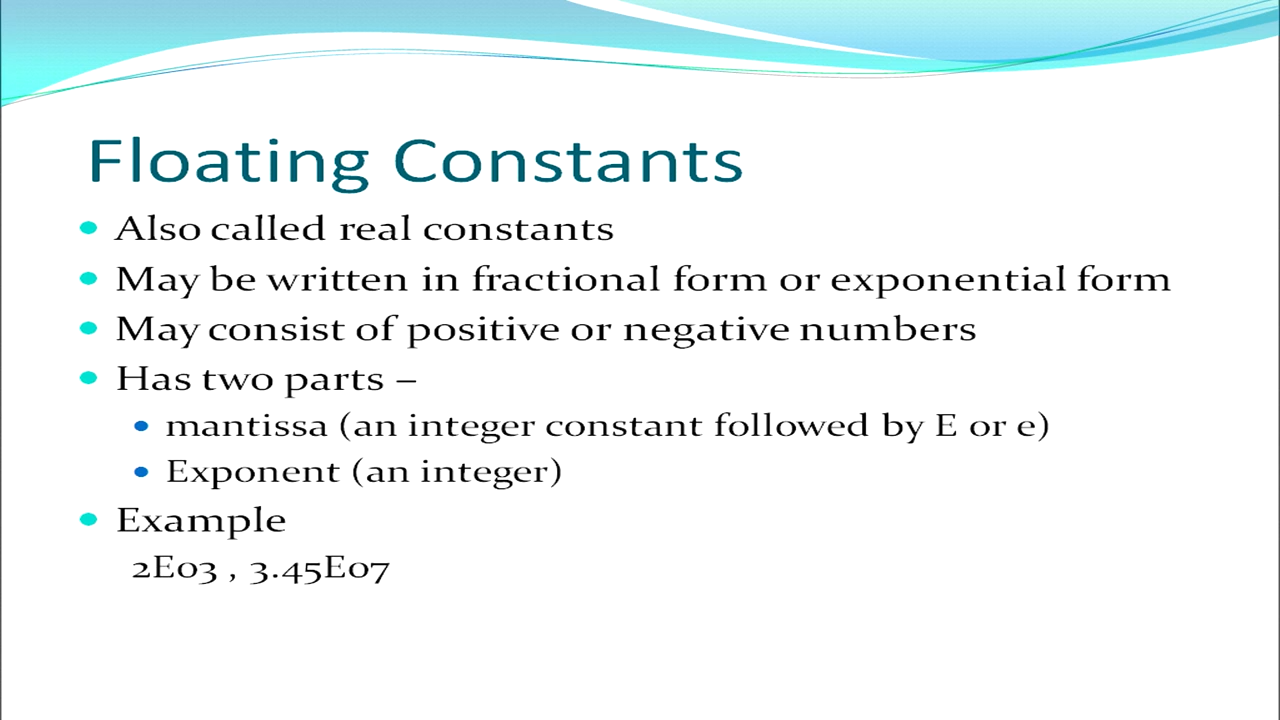 Floating Constants
Also called real constants
May be written in fractional form or exponential form
May consist of positive or negative numbers
Has two parts –
mantissa (an integer constant followed by E or e)
Exponent (an integer)
Example
2E03 , 3.45E07